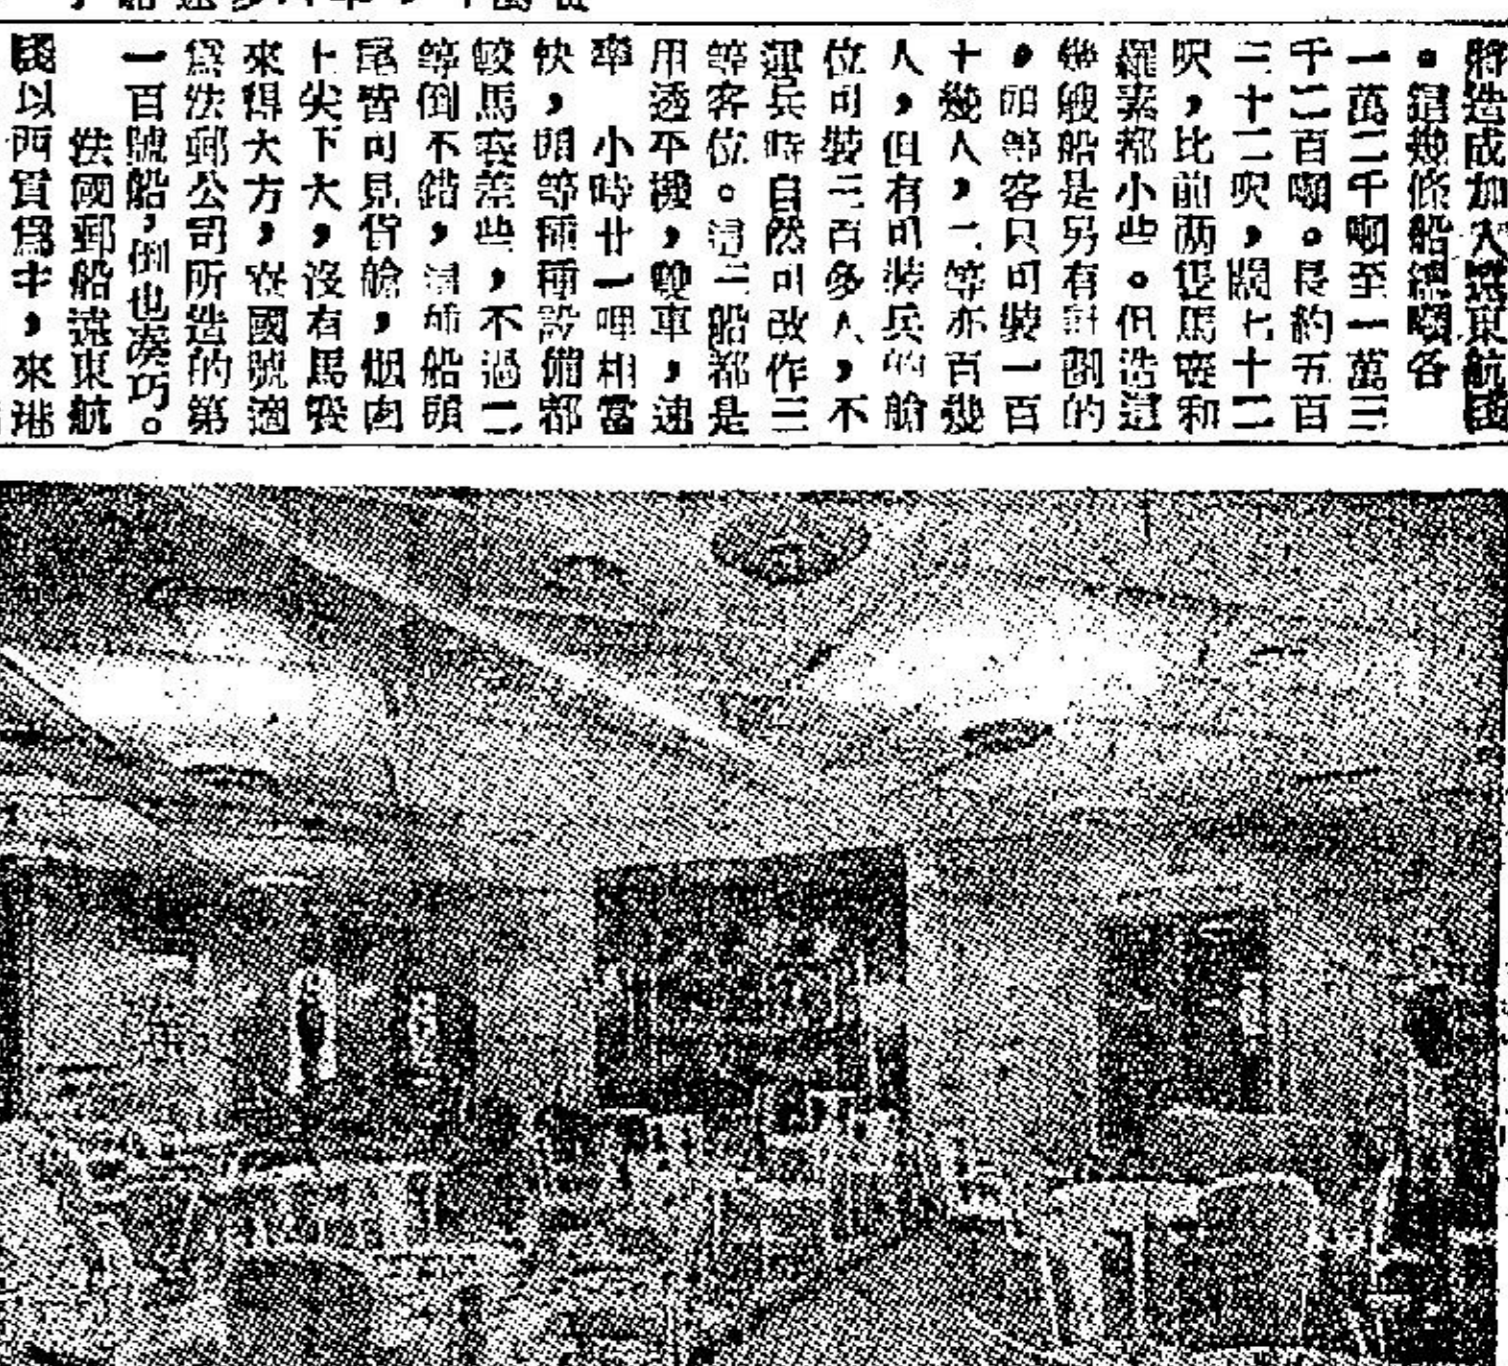 將造成加入遠東航國
。這幾條船總噸各
一萬二千噸至一萬三
千二百噸。長約五百
三十二呎，闊七十二
呎，比前兩隻馬賽和
羅素都小些。但造這
幾艘船是另有計劃的
，頭等客只可裝一百
十幾人，二等亦百幾
人，但有可裝兵的艙
位可裝三百多人，不
運兵時自然可改作三
等客位。這二船都是
用透平機，雙車，速
率小時廿一哩相當
快，頭等種種設備都
較馬賽差些，不過二
等倒不錯，這種船頭
尾皆可見貨艙，烟囪
上尖下大，沒有馬賽
來得大方，寮國號適
為法郵公司所造的第
一百號船，倒也湊巧。
法國郵船遠東航
以西貢為中，來港